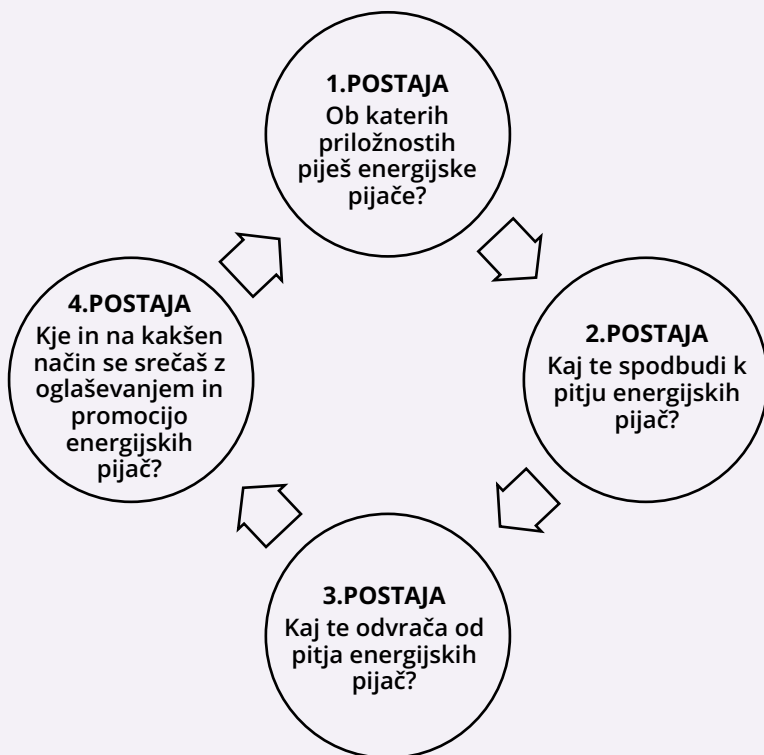 1.POSTAJA
Ob katerih
priložnostih
piješ energijske
pijače?
2.POSTAJA
Kaj te spodbudi k
pitju energijskih
pijač?
3.POSTAJA
Kaj te odvrača od
pitja energijskih
pijač?
4.POSTAJA
Kje in na kakšen
način se srečaš z
oglaševanjem in
promocijo
energijskih
pijač?